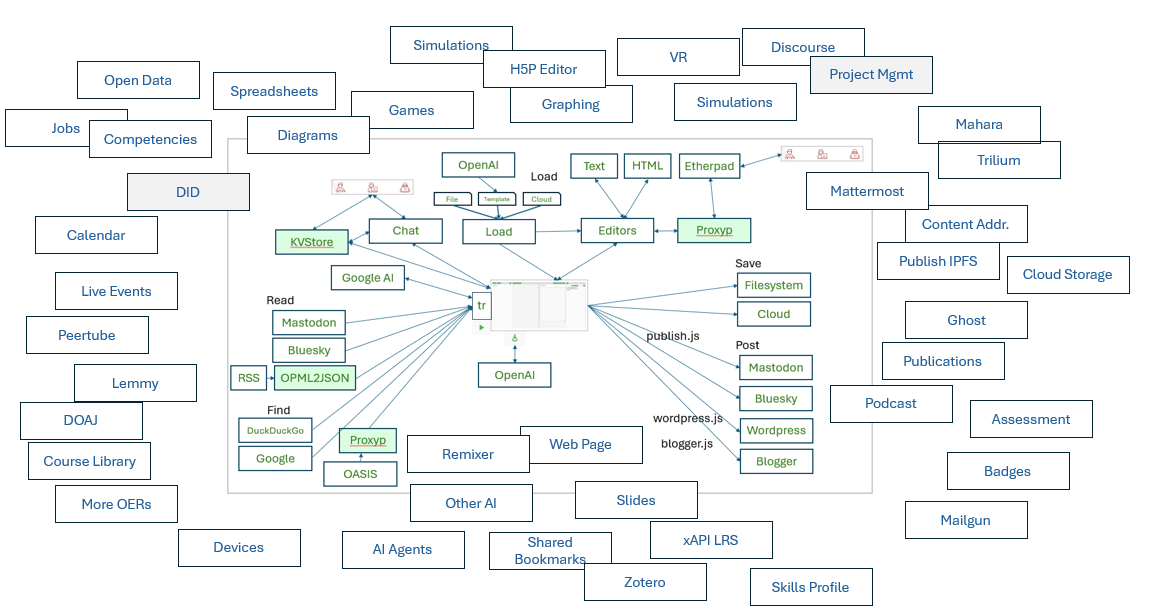 Simulations
H5P Editor
VR
Discourse
Project Mgmt
Open Data
Spreadsheets
Games
Graphing
Simulations
Jobs
Competencies
Diagrams
Mahara
Trilium
DID
Mattermost
Content Addr.
Calendar
Publish IPFS
Cloud Storage
Live Events
Peertube
Ghost
Publications
Lemmy
DOAJ
Podcast
Assessment
Course Library
Badges
More OERs
Mailgun
Devices
AI Agents
Shared
Bookmarks
xAPI LRS
Zotero
Skills Profile
Other AI
Slides
Remixer
Web Page
OpenAI
Load
File
Template
Cloud
Load
Text
HTML
Etherpad
Editors
Proxyp
KVStore
Chat
Google AI
tr
OpenAI
Read
Mastodon
Bluesky
RSS
OPML2JSON
Find
DuckDuckGo
Google
Proxyp
OASIS
Save
Filesystem
Cloud
publish.js
Post
Mastodon
Bluesky
wordpress.js
Wordpress
blogger.js
Blogger